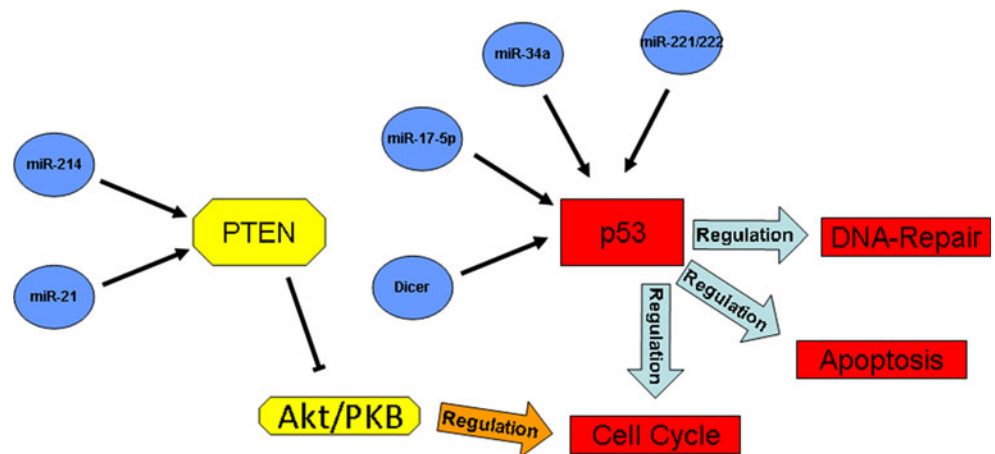 miR-34a
miR-221/222
miR-17-5p
miR-214
PTEN
p53
Regulation
DNA-Repair
miR-21
Dicer
Regulation
Regulation
Apoptosis
Akt/PKB
Regulation
Cell Cycle